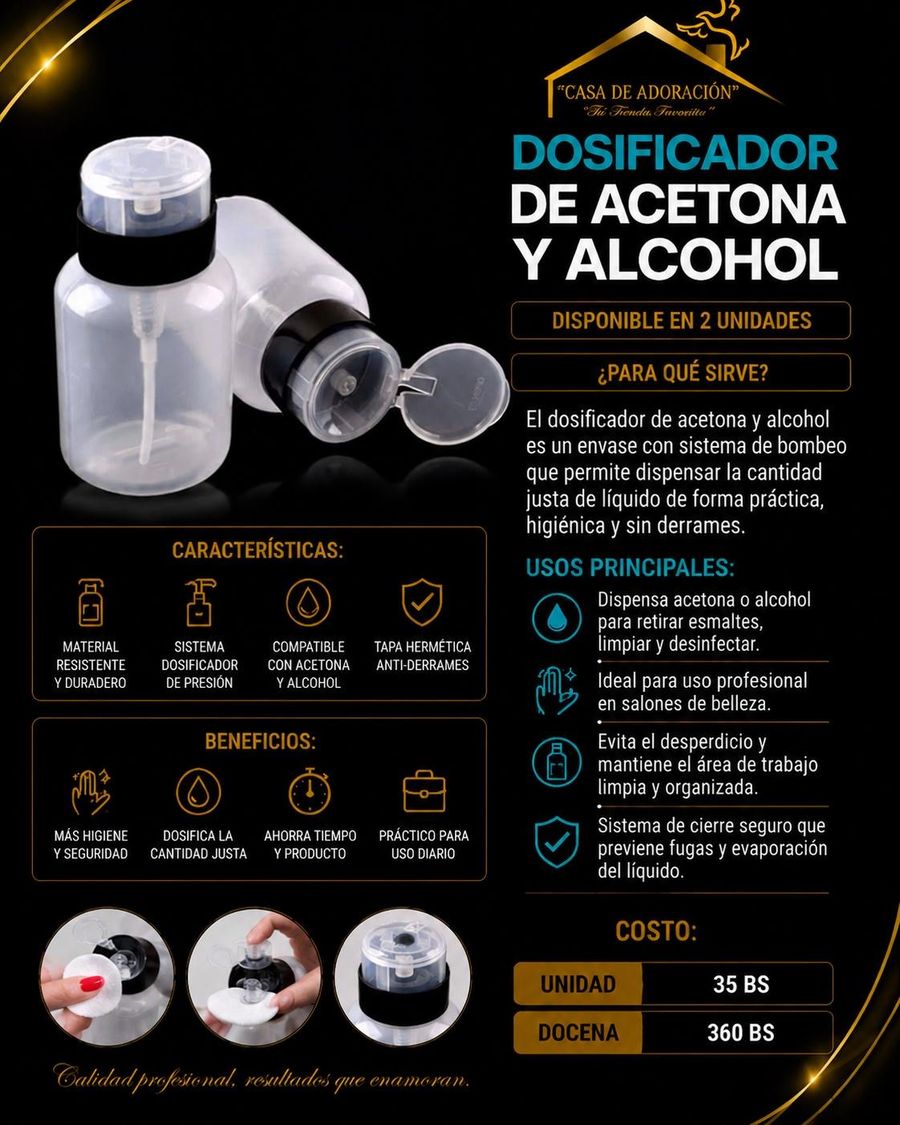 "CASA DE ADORACIÓN"
"Tú Tienda Favorita"
DOSIFICADOR
DE ACETONA
Y ALCOHOL
DISPONIBLE EN 2 UNIDADES
¿PARA QUÉ SIRVE?
El dosificador de acetona y alcohol
es un envase con sistema de bombeo
que permite dispensar la cantidad
justa de líquido de forma práctica,
higiénica y sin derrames.
CARACTERÍSTICAS:
MATERIAL
RESISTENTE
Y DURADERO
SISTEMA
DOSIFICADOR
DE PRESIÓN
COMPATIBLE
CON ACETONA
Y ALCOHOL
TAPA HERMÉTICA
ANTI-DERRAMES
BENEFICIOS:
MÁS HIGIENE
Y SEGURIDAD
DOSIFICA LA
CANTIDAD JUSTA
AHORRA TIEMPO
Y PRODUCTO
PRÁCTICO PARA
USO DIARIO
USOS PRINCIPALES:
Dispensa acetona o alcohol
para retirar esmaltes,
limpiar y desinfectar.
Ideal para uso profesional
en salones de belleza.
Evita el desperdicio y
mantiene el área de trabajo
limpia y organizada.
Sistema de cierre seguro que
previene fugas y evaporación
del líquido.
COSTO:
UNIDAD 35 BS
DOCENA 360 BS
Calidad profesional, resultados que enamoran.